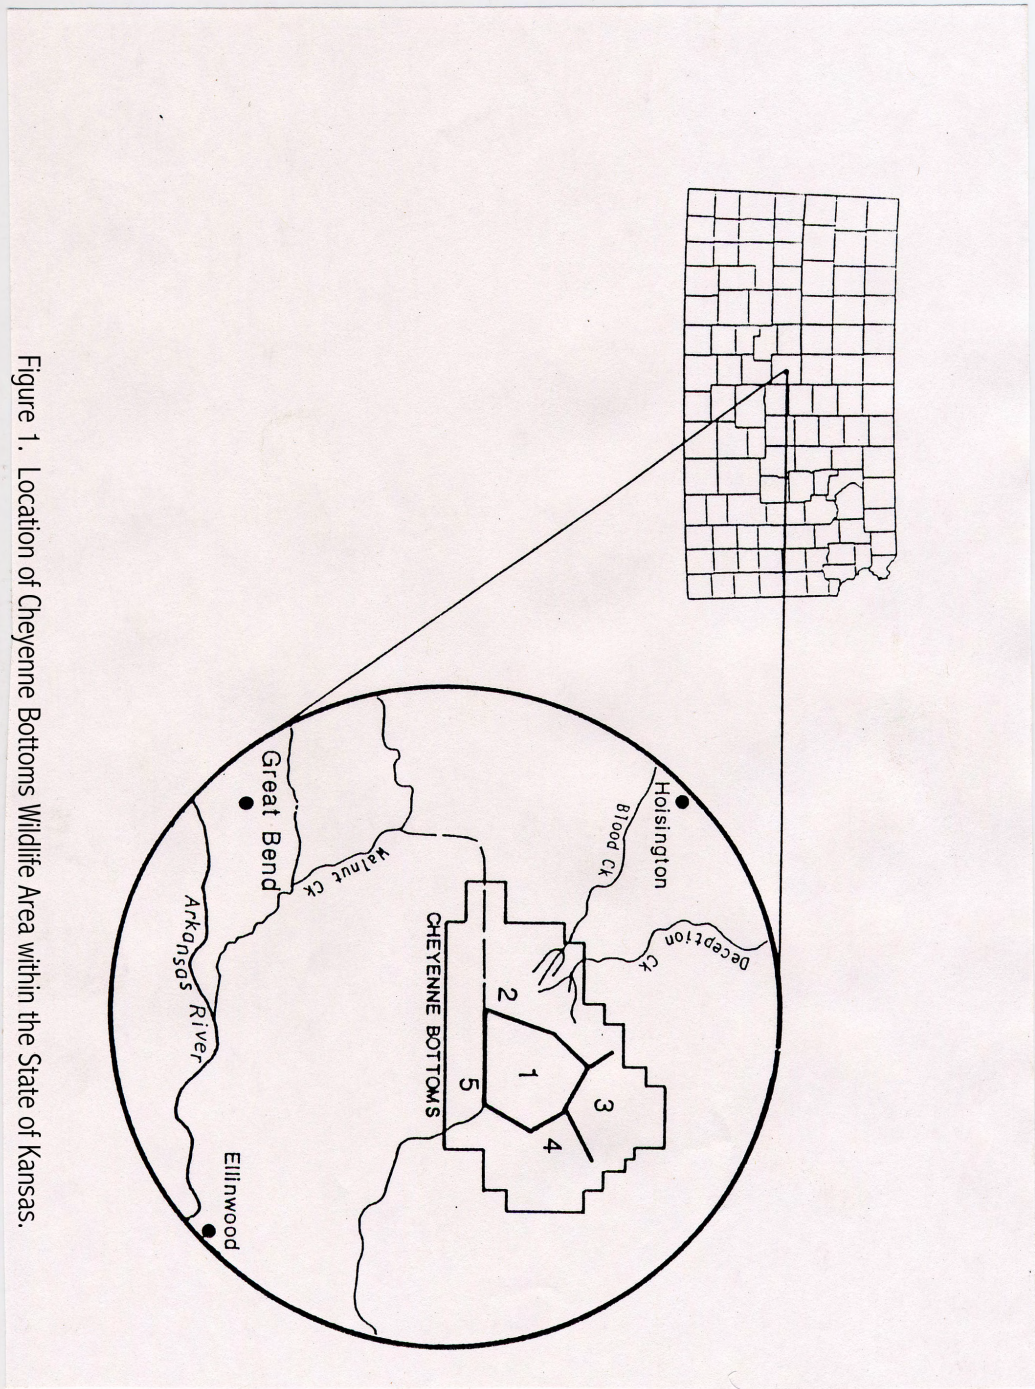 Hoisington
Deception
Ck
Blood Ck
Great Bend
Walnut Ck
2
1
3
4
5
CHEYENNE BOTTOMS
Arkansas River
Ellinwood
Figure 1. Location of Cheyenne Bottoms Wildlife Area within the State of Kansas.